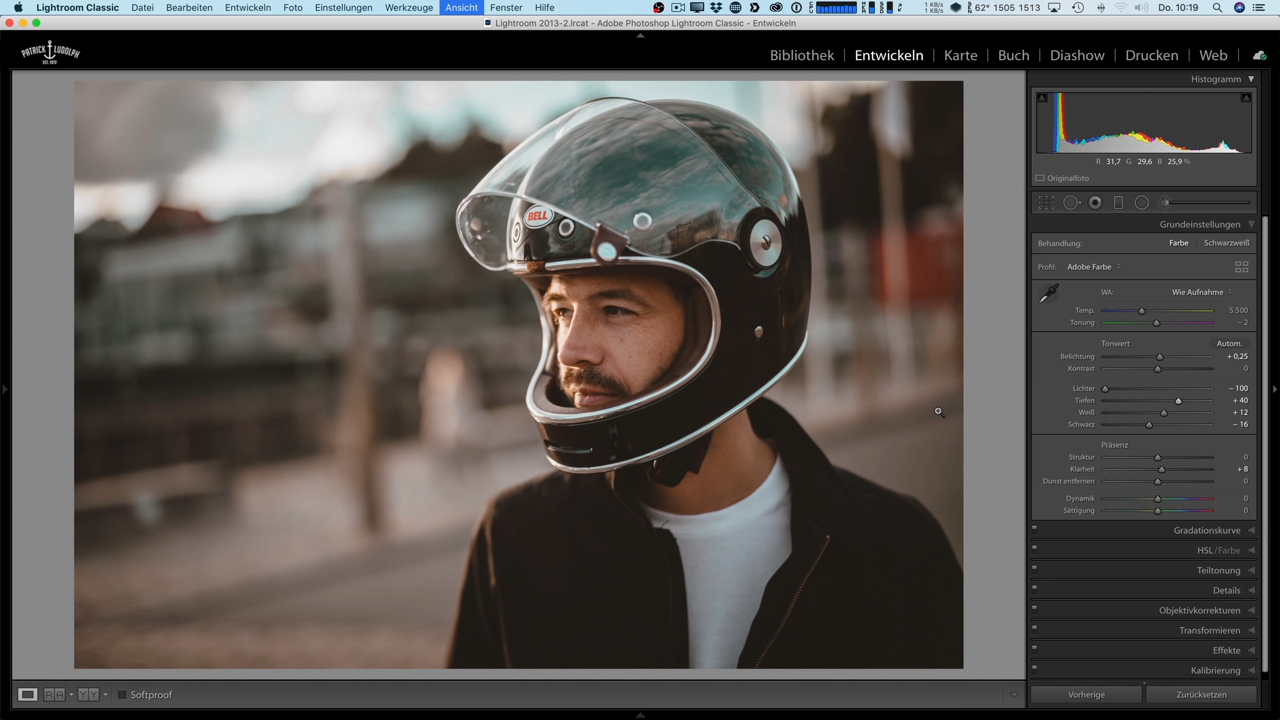 Lightroom Classic Datei Bearbeiten Entwickeln Foto Einstellungen Werkzeuge Ansicht Fenster Hilfe 1 KB/s 1 KB/s 62° 1505 1513 Do. 10:19
Lightroom 2013-2.lrcat - Adobe Photoshop Lightroom Classic - Entwickeln
PATRICK LUDOLPH
Bibliothek | Entwickeln | Karte | Buch | Diashow | Drucken | Web
Histogramm
R 31,7 G 29,6 B 25,9 %
Originalfoto
Grundeinstellungen
Behandlung: Farbe Schwarzweiß
Profil: Adobe Farbe
WA: Wie Aufnahme
Temp. 5.500
Tonung − 2
Tonwert Autom.
Belichtung + 0,25
Kontrast 0
Lichter − 100
Tiefen + 40
Weiß + 12
Schwarz − 16
Präsenz
Struktur 0
Klarheit + 8
Dunst entfernen 0
Dynamik 0
Sättigung 0
Gradationskurve
HSL / Farbe
Teiltonung
Details
Objektivkorrekturen
Transformieren
Effekte
Kalibrierung
Vorherige Zurücksetzen
Softproof
BELL